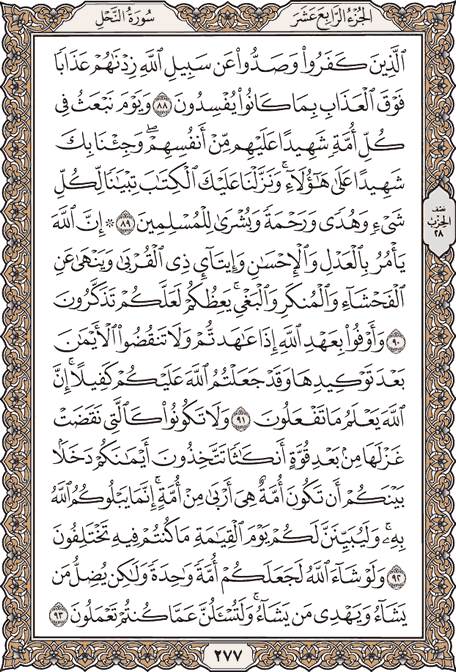 الجزء الرابع عشر
سورة النحل
ٱلَّذِينَ كَفَرُوا۟ وَصَدُّوا۟ عَن سَبِيلِ ٱللَّهِ زِدْنَـٰهُمْ عَذَابًا
فَوْقَ ٱلْعَذَابِ بِمَا كَانُوا۟ يُفْسِدُونَ ٨٨ وَيَوْمَ نَبْعَثُ فِى
كُلِّ أُمَّةٍ شَهِيدًا عَلَيْهِم مِّنْ أَنفُسِهِمْ ۖ وَجِئْنَا بِكَ
شَهِيدًا عَلَىٰ هَـٰٓؤُلَآءِ ۚ وَنَزَّلْنَا عَلَيْكَ ٱلْكِتَـٰبَ تِبْيَـٰنًا لِّكُلِّ
شَىْءٍ وَهُدًى وَرَحْمَةً وَبُشْرَىٰ لِلْمُسْلِمِينَ ٨٩ ۞ إِنَّ ٱللَّهَ
يَأْمُرُ بِٱلْعَدْلِ وَٱلْإِحْسَـٰنِ وَإِيتَآئِ ذِى ٱلْقُرْبَىٰ وَيَنْهَىٰ عَنِ
ٱلْفَحْشَآءِ وَٱلْمُنكَرِ وَٱلْبَغْىِ ۚ يَعِظُكُمْ لَعَلَّكُمْ تَذَكَّرُونَ
٩٠ وَأَوْفُوا۟ بِعَهْدِ ٱللَّهِ إِذَا عَـٰهَدتُّمْ وَلَا تَنقُضُوا۟ ٱلْأَيْمَـٰنَ
بَعْدَ تَوْكِيدِهَا وَقَدْ جَعَلْتُمُ ٱللَّهَ عَلَيْكُمْ كَفِيلًا ۚ إِنَّ
ٱللَّهَ يَعْلَمُ مَا تَفْعَلُونَ ٩١ وَلَا تَكُونُوا۟ كَٱلَّتِى نَقَضَتْ
غَزْلَهَا مِنۢ بَعْدِ قُوَّةٍ أَنكَـٰثًا تَتَّخِذُونَ أَيْمَـٰنَكُمْ دَخَلًۢا
بَيْنَكُمْ أَن تَكُونَ أُمَّةٌ هِىَ أَرْبَىٰ مِنْ أُمَّةٍ ۚ إِنَّمَا يَبْلُوكُمُ ٱللَّهُ
بِهِۦ ۚ وَلَيُبَيِّنَنَّ لَكُمْ يَوْمَ ٱلْقِيَـٰمَةِ مَا كُنتُمْ فِيهِ تَخْتَلِفُونَ
٩٢ وَلَوْ شَآءَ ٱللَّهُ لَجَعَلَكُمْ أُمَّةً وَٰحِدَةً وَلَـٰكِن يُضِلُّ مَن
يَشَآءُ وَيَهْدِى مَن يَشَآءُ ۚ وَلَتُسْـَٔلُنَّ عَمَّا كُنتُمْ تَعْمَلُونَ ٩٣
نصف
الحزب
٢٨
٢٧٧